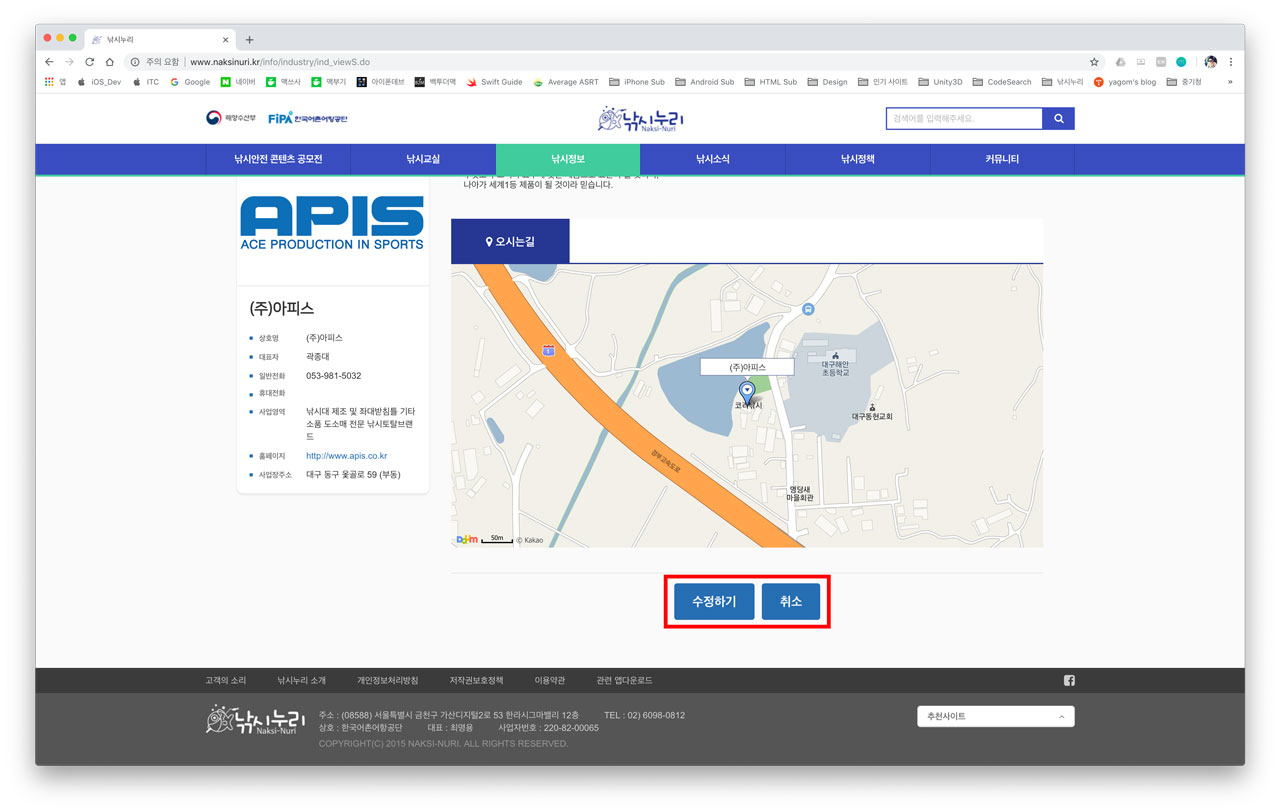 낚시누리
주의 요함 | www.naksinuri.kr/info/industry/ind_viewS.do
앱 iOS_Dev ITC Google 네이버 맥쓰사 맥부기 아이폰데브 백투더맥 Swift Guide Average ASRT iPhone Sub Android Sub HTML Sub Design 인기 사이트 Unity3D CodeSearch 낚시누리 yagom's blog 중기청 »
해양수산부 FiPA 한국어촌어항공단 낚시누리 Naksi-Nuri 검색어를 입력해주세요.
낚시안전 콘텐츠 공모전 낚시교실 낚시정보 낚시소식 낚시정책 커뮤니티
나아가 세계1등 제품이 될 것이라 믿습니다.
APIS
ACE PRODUCTION IN SPORTS
(주)아피스
상호명 (주)아피스
대표자 곽종대
일반전화 053-981-5032
휴대전화
사업영역 낚시대 제조 및 좌대받침틀 기타
소품 도소매 전문 낚시토탈브랜
드
홈페이지 http://www.apis.co.kr
사업장주소 대구 동구 옻골로 59 (부동)
오시는길
1
(주)아피스
대구해안
초등학교
코리낚시
대구동현교회
경부고속도로
명당새
마을회관
Daum 50m © Kakao
수정하기 취소
고객의 소리 낚시누리 소개 개인정보처리방침 저작권보호정책 이용약관 관련 앱다운로드
낚시누리 Naksi-Nuri
주소 : (08588) 서울특별시 금천구 가산디지털2로 53 한라시그마밸리 12층 TEL : 02) 6098-0812
상호 : 한국어촌어항공단 대표 : 최명용 사업자번호 : 220-82-00065
COPYRIGHT(C) 2015 NAKSI-NURI. ALL RIGHTS RESERVED.
추천사이트